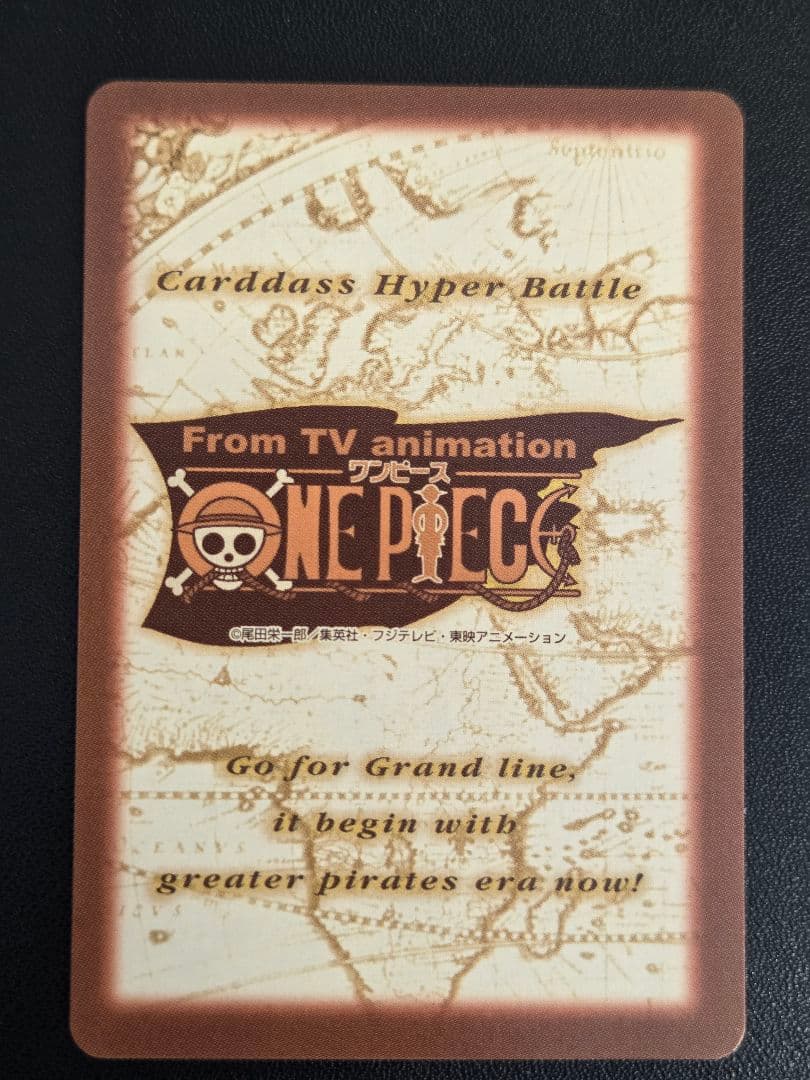 Septentrio
Carddass Hyper Battle
From TV animation
ワンピース
ONE PIECE
©尾田栄一郎／集英社・フジテレビ・東映アニメーション
Go for Grand line,
it begin with
greater pirates era now!